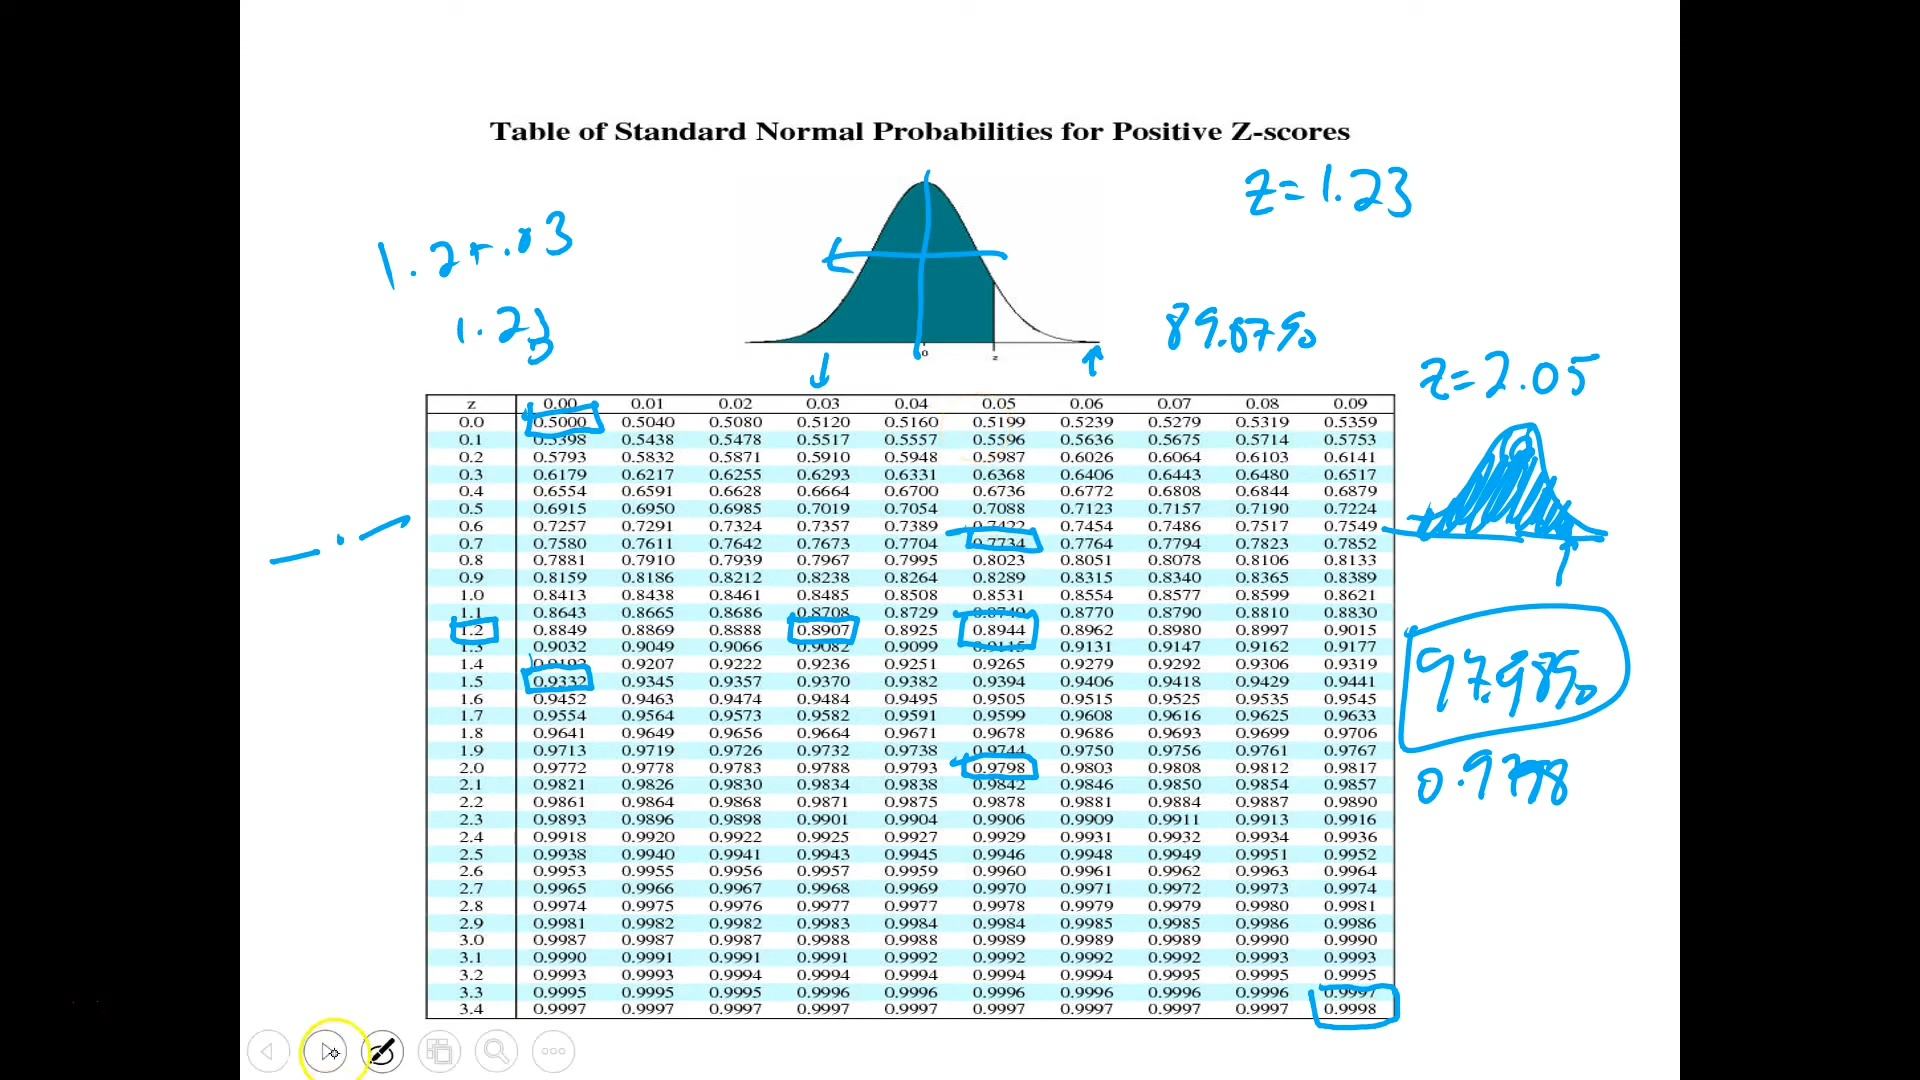 Table of Standard Normal Probabilities for Positive Z-scores
z=1.23
1.2+.03
1.23
89.07%
0 z
z=2.05
z 0.00 0.01 0.02 0.03 0.04 0.05 0.06 0.07 0.08 0.09
0.0 0.5000 0.5040 0.5080 0.5120 0.5160 0.5199 0.5239 0.5279 0.5319 0.5359
0.1 0.5398 0.5438 0.5478 0.5517 0.5557 0.5596 0.5636 0.5675 0.5714 0.5753
0.2 0.5793 0.5832 0.5871 0.5910 0.5948 0.5987 0.6026 0.6064 0.6103 0.6141
0.3 0.6179 0.6217 0.6255 0.6293 0.6331 0.6368 0.6406 0.6443 0.6480 0.6517
0.4 0.6554 0.6591 0.6628 0.6664 0.6700 0.6736 0.6772 0.6808 0.6844 0.6879
0.5 0.6915 0.6950 0.6985 0.7019 0.7054 0.7088 0.7123 0.7157 0.7190 0.7224
0.6 0.7257 0.7291 0.7324 0.7357 0.7389 0.7422 0.7454 0.7486 0.7517 0.7549
0.7 0.7580 0.7611 0.7642 0.7673 0.7704 0.7734 0.7764 0.7794 0.7823 0.7852
0.8 0.7881 0.7910 0.7939 0.7967 0.7995 0.8023 0.8051 0.8078 0.8106 0.8133
0.9 0.8159 0.8186 0.8212 0.8238 0.8264 0.8289 0.8315 0.8340 0.8365 0.8389
1.0 0.8413 0.8438 0.8461 0.8485 0.8508 0.8531 0.8554 0.8577 0.8599 0.8621
1.1 0.8643 0.8665 0.8686 0.8708 0.8729 0.8749 0.8770 0.8790 0.8810 0.8830
1.2 0.8849 0.8869 0.8888 0.8907 0.8925 0.8944 0.8962 0.8980 0.8997 0.9015
1.3 0.9032 0.9049 0.9066 0.9082 0.9099 0.9115 0.9131 0.9147 0.9162 0.9177
1.4 0.9192 0.9207 0.9222 0.9236 0.9251 0.9265 0.9279 0.9292 0.9306 0.9319
1.5 0.9332 0.9345 0.9357 0.9370 0.9382 0.9394 0.9406 0.9418 0.9429 0.9441
1.6 0.9452 0.9463 0.9474 0.9484 0.9495 0.9505 0.9515 0.9525 0.9535 0.9545
1.7 0.9554 0.9564 0.9573 0.9582 0.9591 0.9599 0.9608 0.9616 0.9625 0.9633
1.8 0.9641 0.9649 0.9656 0.9664 0.9671 0.9678 0.9686 0.9693 0.9699 0.9706
1.9 0.9713 0.9719 0.9726 0.9732 0.9738 0.9744 0.9750 0.9756 0.9761 0.9767
2.0 0.9772 0.9778 0.9783 0.9788 0.9793 0.9798 0.9803 0.9808 0.9812 0.9817
2.1 0.9821 0.9826 0.9830 0.9834 0.9838 0.9842 0.9846 0.9850 0.9854 0.9857
2.2 0.9861 0.9864 0.9868 0.9871 0.9875 0.9878 0.9881 0.9884 0.9887 0.9890
2.3 0.9893 0.9896 0.9898 0.9901 0.9904 0.9906 0.9909 0.9911 0.9913 0.9916
2.4 0.9918 0.9920 0.9922 0.9925 0.9927 0.9929 0.9931 0.9932 0.9934 0.9936
2.5 0.9938 0.9940 0.9941 0.9943 0.9945 0.9946 0.9948 0.9949 0.9951 0.9952
2.6 0.9953 0.9955 0.9956 0.9957 0.9959 0.9960 0.9961 0.9962 0.9963 0.9964
2.7 0.9965 0.9966 0.9967 0.9968 0.9969 0.9970 0.9971 0.9972 0.9973 0.9974
2.8 0.9974 0.9975 0.9976 0.9977 0.9977 0.9978 0.9979 0.9979 0.9980 0.9981
2.9 0.9981 0.9982 0.9982 0.9983 0.9984 0.9984 0.9985 0.9985 0.9986 0.9986
3.0 0.9987 0.9987 0.9987 0.9988 0.9988 0.9989 0.9989 0.9989 0.9990 0.9990
3.1 0.9990 0.9991 0.9991 0.9991 0.9992 0.9992 0.9992 0.9992 0.9993 0.9993
3.2 0.9993 0.9993 0.9994 0.9994 0.9994 0.9994 0.9994 0.9995 0.9995 0.9995
3.3 0.9995 0.9995 0.9995 0.9996 0.9996 0.9996 0.9996 0.9996 0.9996 0.9997
3.4 0.9997 0.9997 0.9997 0.9997 0.9997 0.9997 0.9997 0.9997 0.9997 0.9998
97.98%
0.9798